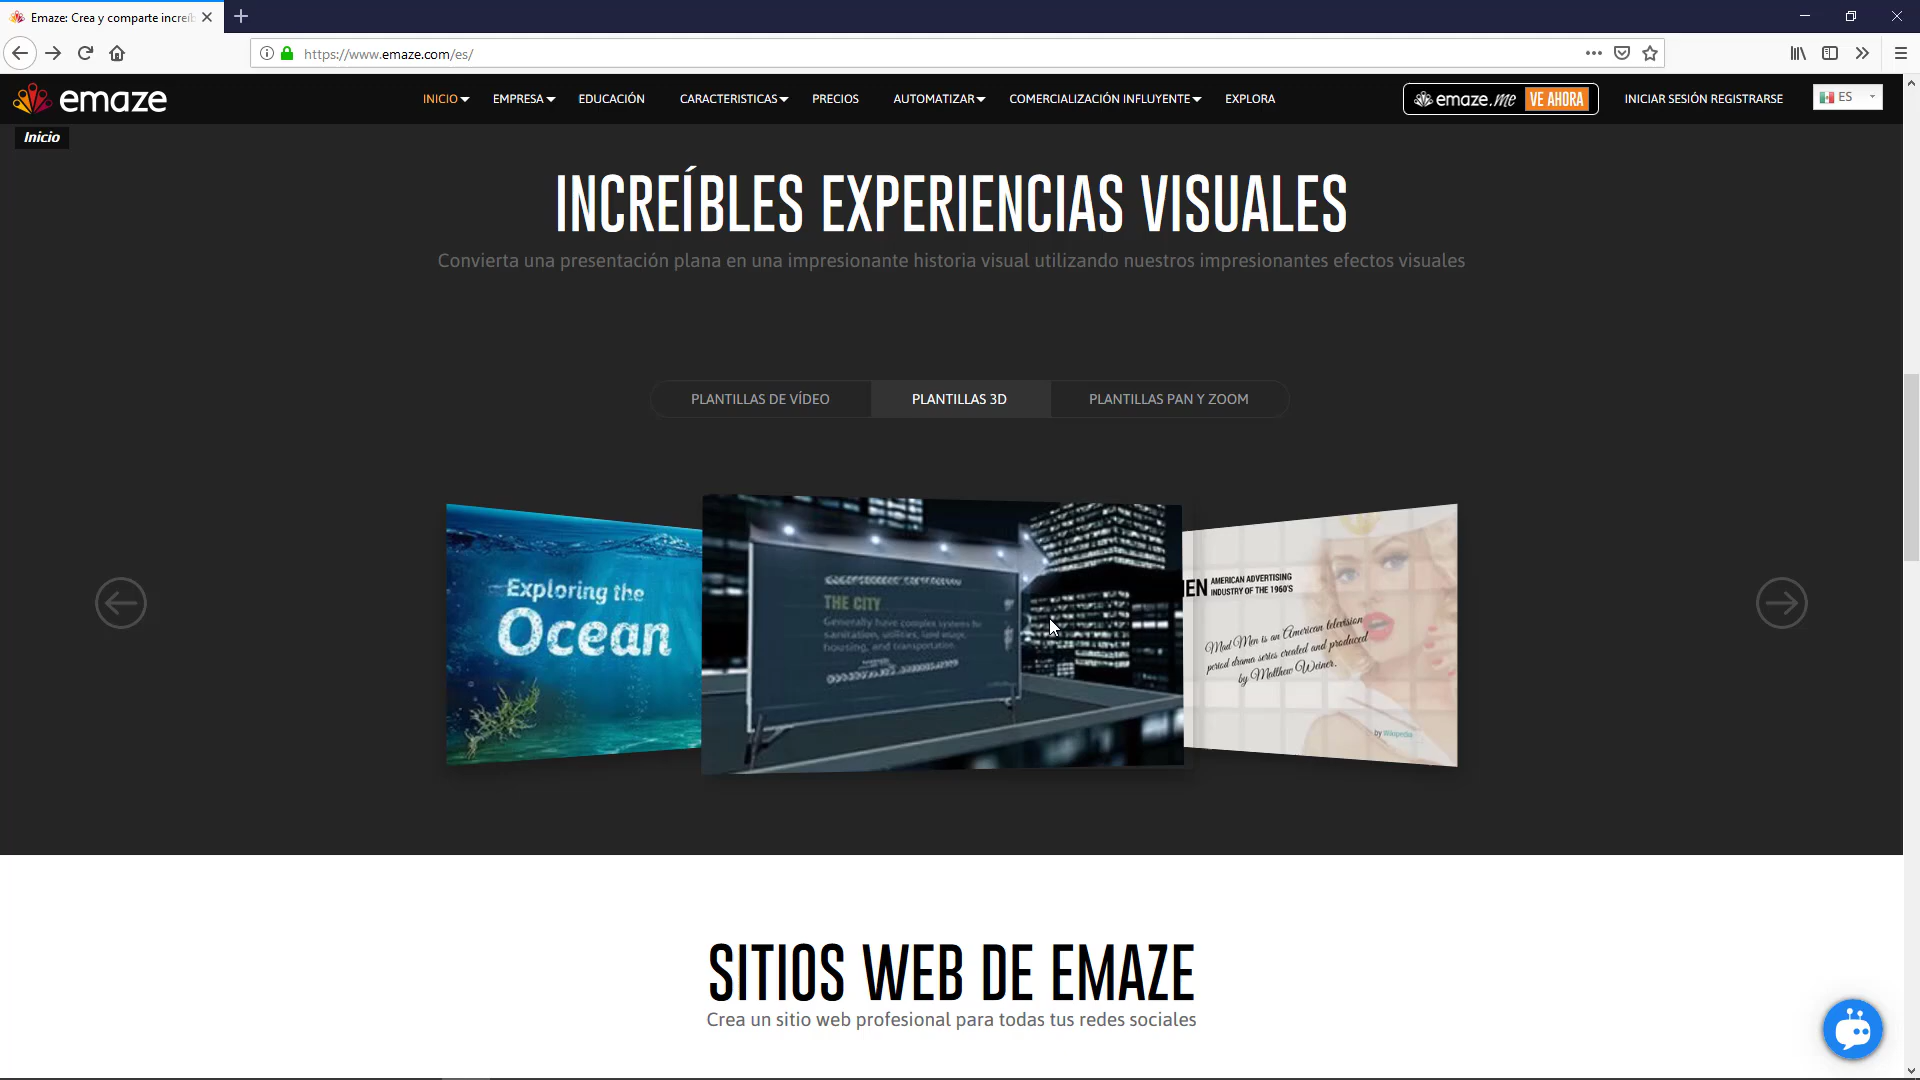 Emaze: Crea y comparte increíb
https://www.emaze.com/es/
emaze
INICIO
EMPRESA
EDUCACIÓN
CARACTERISTICAS
PRECIOS
AUTOMATIZAR
COMERCIALIZACIÓN INFLUYENTE
EXPLORA
emaze.me VE AHORA
INICIAR SESIÓN REGISTRARSE
ES
Inicio
INCREÍBLES EXPERIENCIAS VISUALES
Convierta una presentación plana en una impresionante historia visual utilizando nuestros impresionantes efectos visuales
PLANTILLAS DE VÍDEO
PLANTILLAS 3D
PLANTILLAS PAN Y ZOOM
Exploring the
Ocean
THE CITY
Generally have complex systems for
sanitation, utilities, land usage,
housing, and transportation.
MEN AMERICAN ADVERTISING
INDUSTRY OF THE 1960'S
Mad Men is an American television
period drama series created and produced
by Matthew Weiner.
by Wikipedia
SITIOS WEB DE EMAZE
Crea un sitio web profesional para todas tus redes sociales